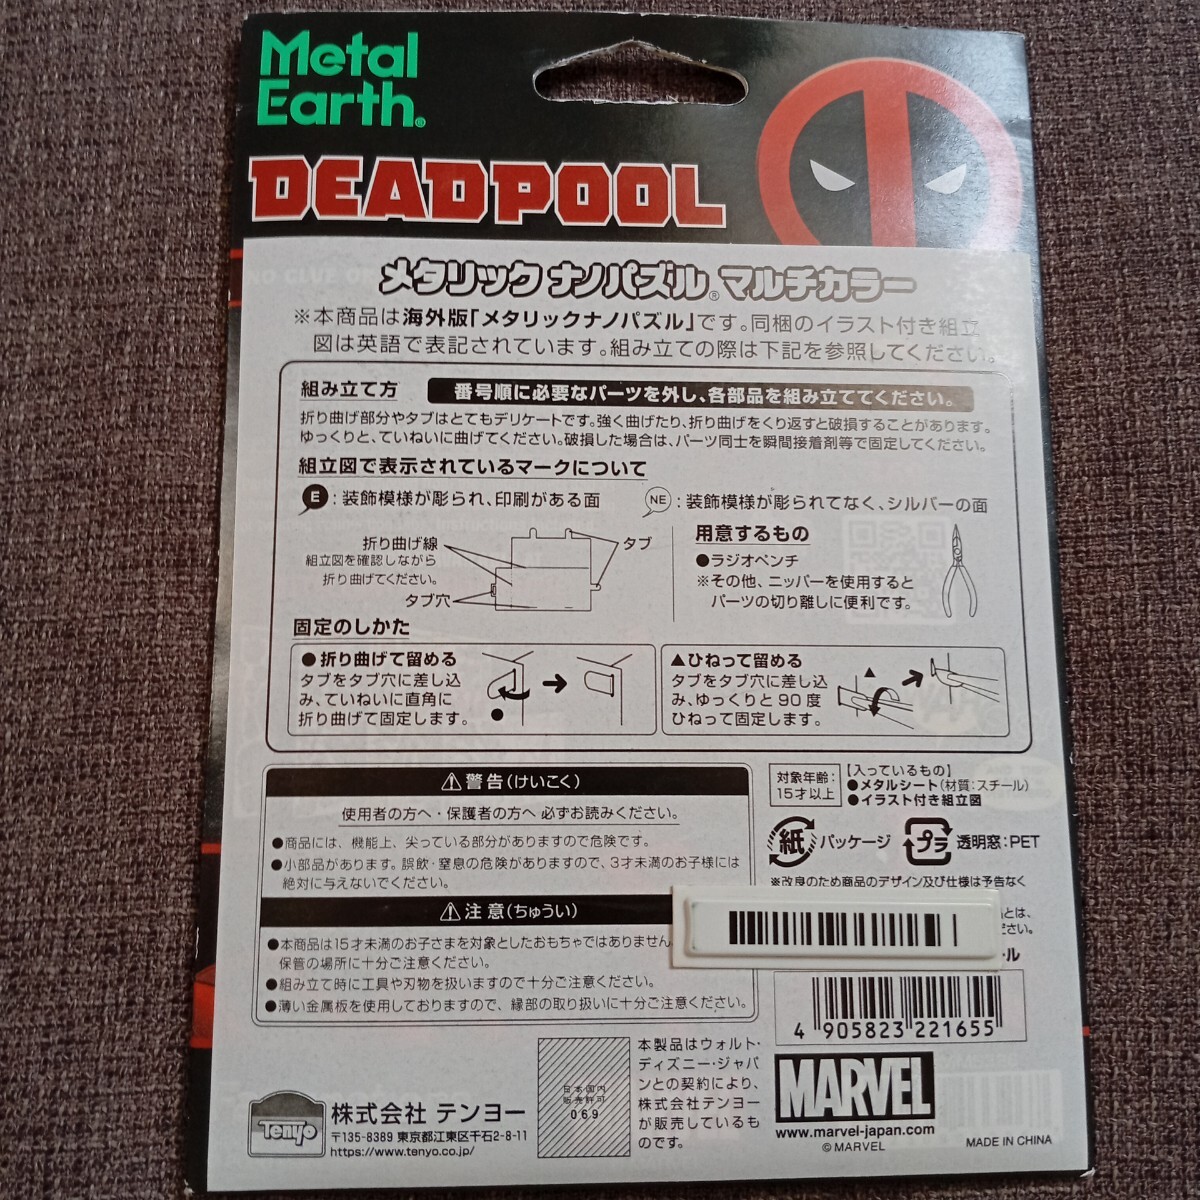 Metal
Earth®
DEADPOOL
メタリック ナノパズル® マルチカラー
※本商品は海外版「メタリックナノパズル」です。同梱のイラスト付き組立
図は英語で表記されています。組み立ての際は下記を参照してください。
組み立て方
番号順に必要なパーツを外し、各部品を組み立ててください。
折り曲げ部分やタブはとてもデリケートです。強く曲げたり、折り曲げをくり返すと破損することがあります。
ゆっくりと、ていねいに曲げてください。破損した場合は、パーツ同士を瞬間接着剤等で固定してください。
組立図で表示されているマークについて
E:装飾模様が彫られ、印刷がある面
NE:装飾模様が彫られてなく、シルバーの面
折り曲げ線
組立図を確認しながら
折り曲げてください。
タブ穴
タブ
用意するもの
●ラジオペンチ
※その他、ニッパーを使用すると
パーツの切り離しに便利です。
固定のしかた
●折り曲げて留める
タブをタブ穴に差し込
み、ていねいに直角に
折り曲げて固定します。
●
▲ひねって留める
タブをタブ穴に差し込
み、ゆっくりと90度
ひねって固定します。
▲
⚠警告(けいこく)
使用者の方へ・保護者の方へ 必ずお読みください。
●商品には、機能上、尖っている部分がありますので危険です。
●小部品があります。誤飲・窒息の危険がありますので、3才未満のお子様には
絶対に与えないでください。
⚠注意(ちゅうい)
●本商品は15才未満のお子さまを対象としたおもちゃではありません。
保管の場所に十分ご注意ください。
●組み立て時に工具や刃物を扱いますので十分ご注意ください。
●薄い金属板を使用しておりますので、縁部の取り扱いに十分ご注意ください。
対象年齢:
15才以上
【入っているもの】
●メタルシート(材質:スチール)
●イラスト付き組立図
紙 パッケージ
プラ 透明窓:PET
※改良のため商品のデザイン及び仕様は予告なく
とは、
ださい。
ール
4 905823 221655
Tenyo
株式会社 テンヨー
〒135-8389 東京都江東区千石2-8-11
https://www.tenyo.co.jp/
日本国内
販売許可
069
本製品はウォルト・
ディズニー・ジャパ
ンとの契約により、
株式会社テンヨー
が販売しているも
のです。
MARVEL
www.marvel-japan.com
© MARVEL
MADE IN CHINA